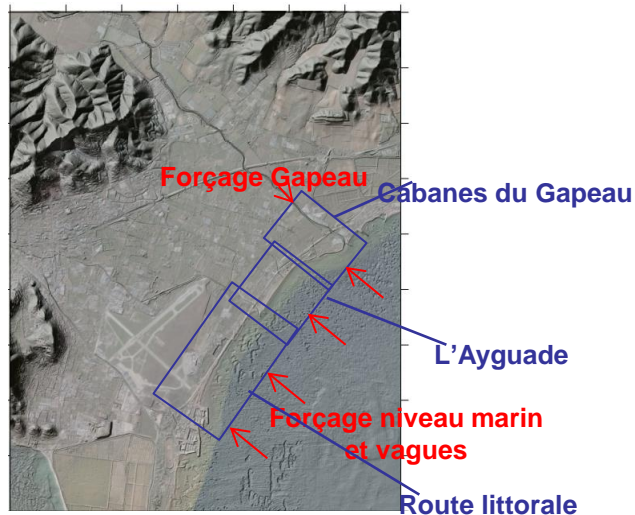 Forçage Gapeau
Cabanes du Gapeau
L’Ayguade
Forçage niveau marin
et vagues
Route littorale